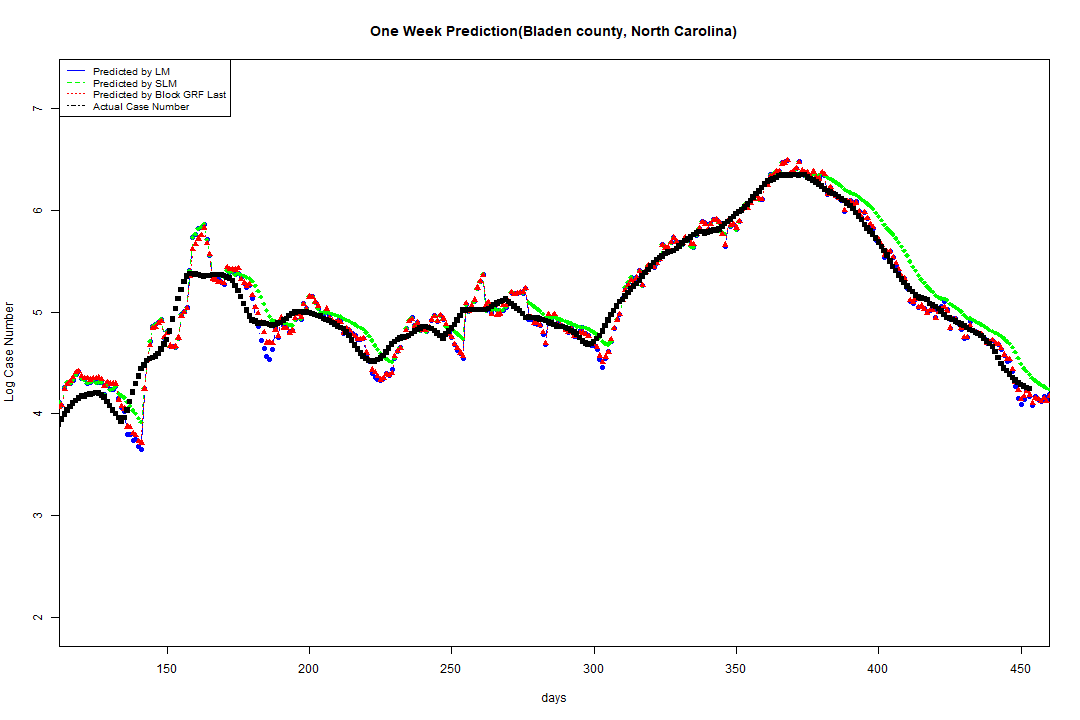 One Week Prediction(Bladen county, North Carolina)
Predicted by LM
Predicted by SLM
Predicted by Block GRF Last
Actual Case Number
7
6
5
4
3
2
Log Case Number
150 200 250 300 350 400 450
days